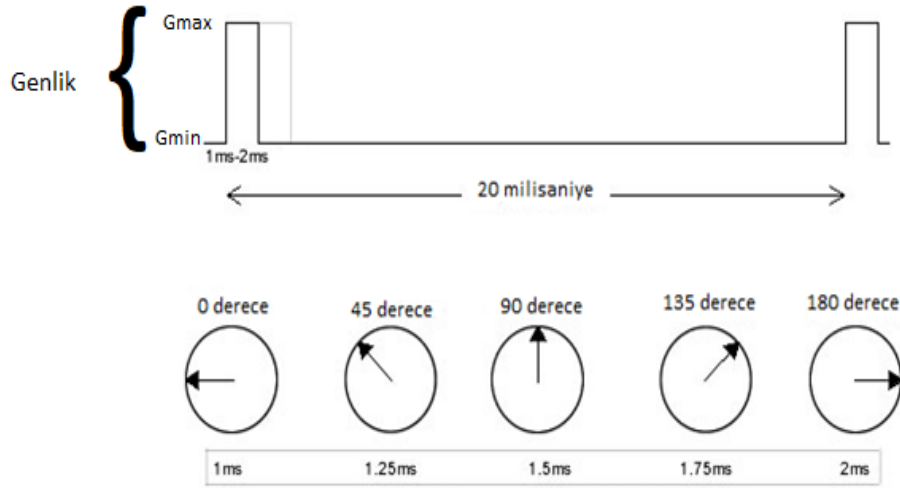 Gmax
Genlik
Gmin
1ms-2ms
20 milisaniye
0 derece
45 derece
90 derece
135 derece
180 derece
1ms
1.25ms
1.5ms
1.75ms
2ms